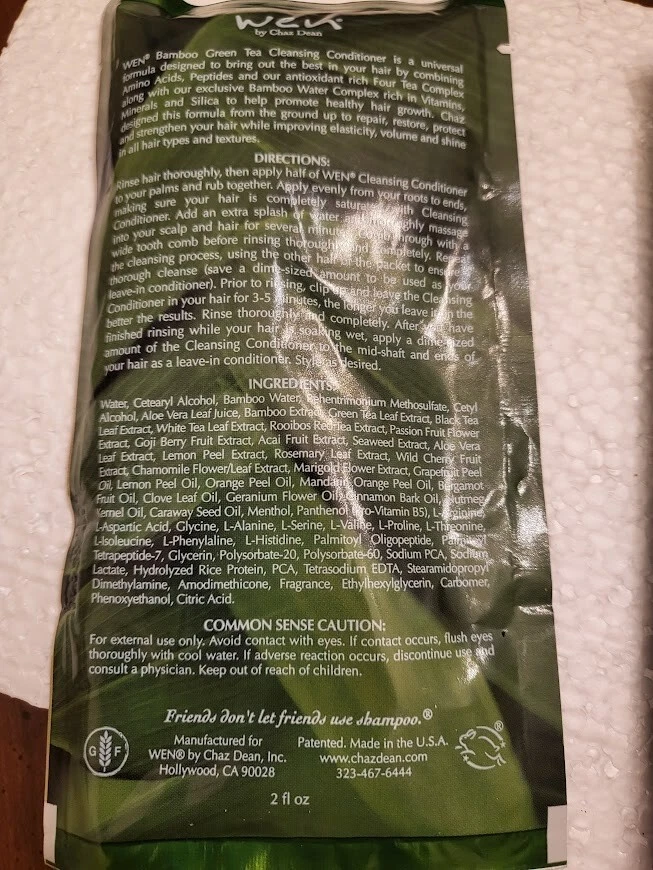 WEN®
by Chaz Dean
WEN® Bamboo Green Tea Cleansing Conditioner is a universal
formula designed to bring out the best in your hair by combining
Amino Acids, Peptides and our antioxidant rich Four Tea Complex
along with our exclusive Bamboo Water Complex rich in Vitamins,
Minerals and Silica to help promote healthy hair growth. Chaz
designed this formula from the ground up to repair, restore, protect
and strengthen your hair while improving elasticity, volume and shine
in all hair types and textures.
DIRECTIONS:
Rinse hair thoroughly, then apply half of WEN® Cleansing Conditioner
to your palms and rub together. Apply evenly from your roots to ends,
making sure your hair is completely saturated with Cleansing
Conditioner. Add an extra splash of water massage
into your scalp and hair for several through with a
wide tooth comb before rinsing thoroughly and completely.
the cleansing process, using the other half the packet to
thorough cleanse (save a dime-sized amount to be used as your
leave-in conditioner). Prior to rinsing, clip up and leave the Cleansing
Conditioner in your hair for 3-5 minutes, the longer you leave it in the
better the results. Rinse thoroughly and completely. After you have
finished rinsing while your hair is soaking wet, apply a dime-sized
amount of the Cleansing Conditioner to the mid-shaft and ends of
your hair as a leave-in conditioner. Style as desired.
INGREDIENTS:
Water, Cetearyl Alcohol, Bamboo Water, Behentrimonium Methosulfate, Cetyl
Alcohol, Aloe Vera Leaf Juice, Bamboo Extract, Green Tea Leaf Extract, Black Tea
Leaf Extract, White Tea Leaf Extract, Rooibos Red Tea Extract, Passion Fruit Flower
Extract, Goji Berry Fruit Extract, Acai Fruit Extract, Seaweed Extract, Aloe Vera
Leaf Extract, Lemon Peel Extract, Rosemary Leaf Extract, Wild Cherry Fruit
Extract, Chamomile Flower/Leaf Extract, Marigold Flower Extract, Grapefruit Peel
Oil, Lemon Peel Oil, Orange Peel Oil, Mandarin Orange Peel Oil, Bergamot
Fruit Oil, Clove Leaf Oil, Geranium Flower Oil, Cinnamon Bark Oil, Nutmeg
Kernel Oil, Caraway Seed Oil, Menthol, Panthenol (Pro-Vitamin B5), L-Arginine,
L-Aspartic Acid, Glycine, L-Alanine, L-Serine, L-Valine, L-Proline, L-Threonine,
L-Isoleucine, L-Phenylaline, L-Histidine, Palmitoyl Oligopeptide, Palmitoyl
Tetrapeptide-7, Glycerin, Polysorbate-20, Polysorbate-60, Sodium PCA, Sodium
Lactate, Hydrolyzed Rice Protein, PCA, Tetrasodium EDTA, Stearamidopropyl
Dimethylamine, Amodimethicone, Fragrance, Ethylhexylglycerin, Carbomer,
Phenoxyethanol, Citric Acid.
COMMON SENSE CAUTION:
For external use only. Avoid contact with eyes. If contact occurs, flush eyes
thoroughly with cool water. If adverse reaction occurs, discontinue use and
consult a physician. Keep out of reach of children.
Friends don't let friends use shampoo.®
G F
Manufactured for
WEN® by Chaz Dean, Inc.
Hollywood, CA 90028
Patented. Made in the U.S.A.
www.chazdean.com
323-467-6444
®
2 fl oz